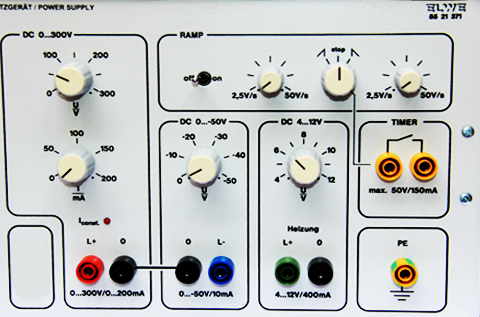 TZGERÄT / POWER SUPPLY
ELWE
65 21 371
DC 0...300V
100 200
0 300
U
V
100
50 150
0 200
I
mA
I const.
L+ 0
0...300V/0...200mA
RAMP
off on
2,5V/s 50V/s
stop
2,5V/s 50V/s
DC 0...-50V
-20 -30
-10 -40
0 -50
U
V
0 L-
0...-50V/10mA
DC 4...12V
8
6 10
4 12
U
V
Heizung
L+ 0
4...12V/400mA
TIMER
max. 50V/150mA
PE